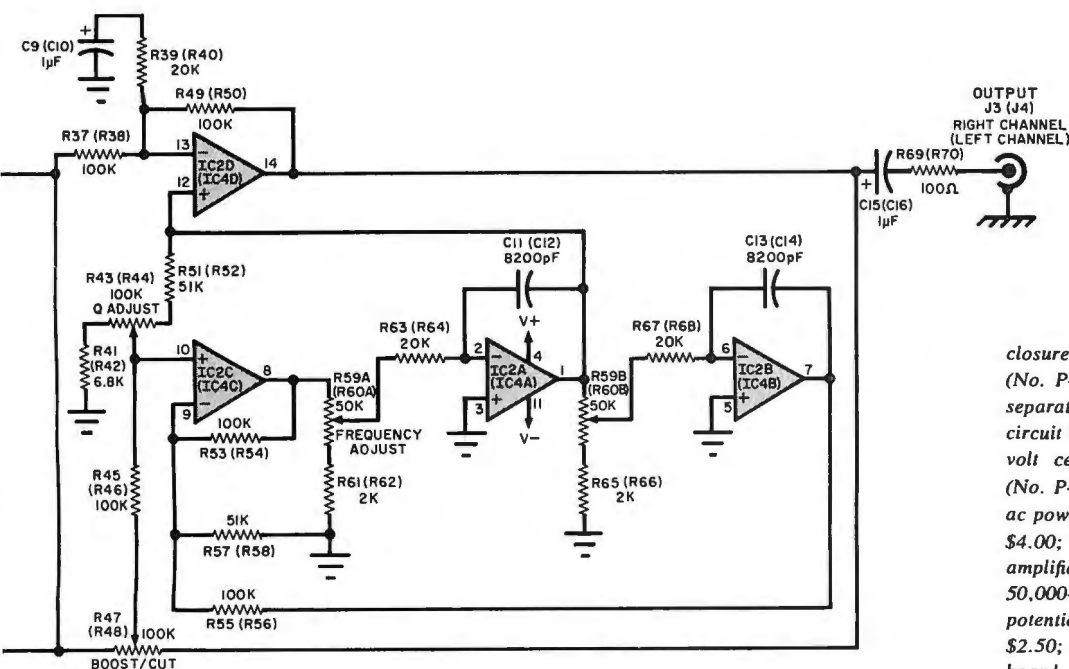 C9 (C10)
1µF
+
R39 (R40)
20K
R49 (R50)
100K
R37 (R38)
100K
13
−
IC2D
(IC4D)
14
12
+
OUTPUT
J3 (J4)
RIGHT CHANNEL
(LEFT CHANNEL)
R69 (R70)
100Ω
+
C15 (C16)
1µF
R51 (R52)
51K
R43 (R44)
100K
Q ADJUST
R41
(R42)
6.8K
C11 (C12)
8200pF
C13 (C14)
8200pF
R63 (R64)
20K
V+
4
2
−
IC2A
(IC4A)
1
3
+
11
V−
R67 (R68)
20K
6
−
IC2B
(IC4B)
7
5
+
10
+
IC2C
(IC4C)
8
9
−
R59A
(R60A)
50K
FREQUENCY
ADJUST
R59B
(R60B)
50K
100K
R53 (R54)
R61 (R62)
2K
R65 (R66)
2K
R45
(R46)
100K
51K
R57 (R58)
100K
R55 (R56)
R47
(R48)
100K
BOOST/CUT
closure
(No. P-
separat
circuit
volt ce
(No. P-
ac pow
$4.00;
amplifi
50,000-
potenti
$2.50;